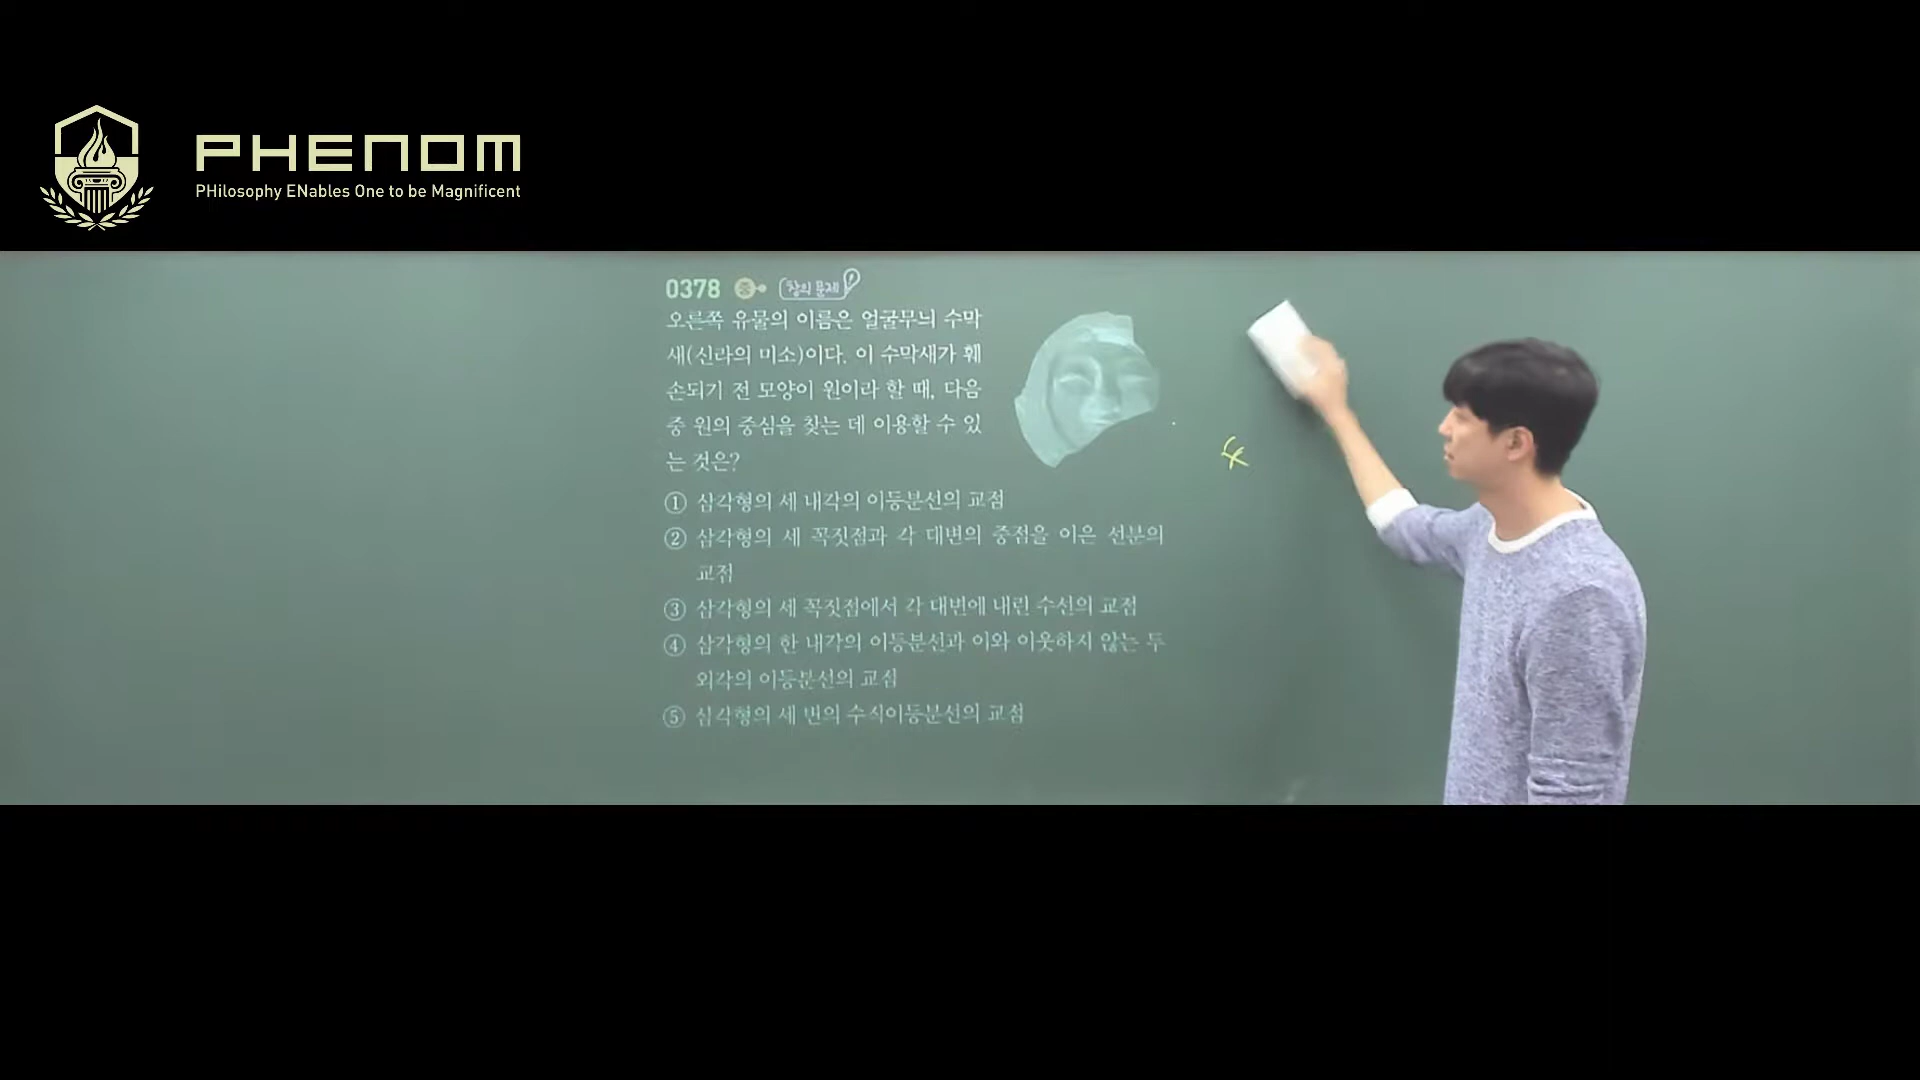 PHENOM
PHilosophy ENables One to be Magnificent
0378 중 창의 문제
오른쪽 유물의 이름은 얼굴무늬 수막
새(신라의 미소)이다. 이 수막새가 훼
손되기 전 모양이 원이라 할 때, 다음
중 원의 중심을 찾는 데 이용할 수 있
는 것은?
① 삼각형의 세 내각의 이등분선의 교점
② 삼각형의 세 꼭짓점과 각 대변의 중점을 이은 선분의
교점
③ 삼각형의 세 꼭짓점에서 각 대변에 내린 수선의 교점
④ 삼각형의 한 내각의 이등분선과 이와 이웃하지 않는 두
외각의 이등분선의 교점
⑤ 삼각형의 세 변의 수직이등분선의 교점